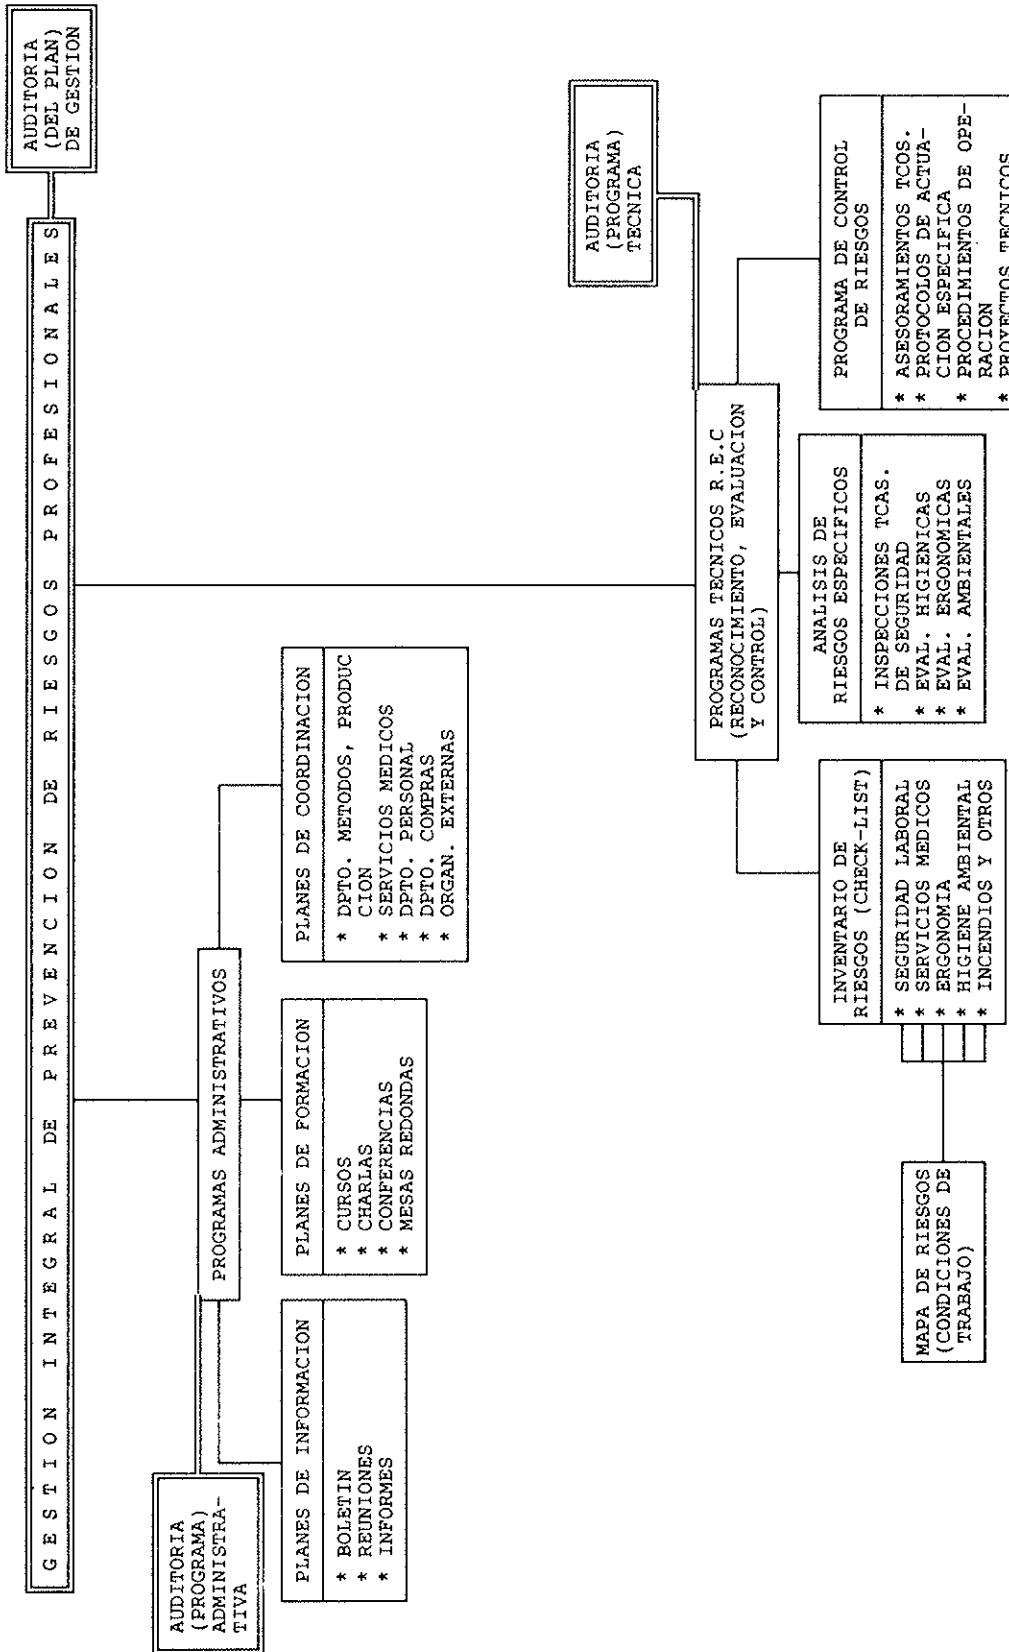 GESTION INTEGRAL DE PREVENCION DE RIESGOS PROFESIONALES
AUDITORIA
(DEL PLAN)
DE GESTION
AUDITORIA
(PROGRAMA)
ADMINISTRA-
TIVA
PROGRAMAS ADMINISTRATIVOS
PLANES DE INFORMACION
* BOLETIN
* REUNIONES
* INFORMES
PLANES DE FORMACION
* CURSOS
* CHARLAS
* CONFERENCIAS
* MESAS REDONDAS
PLANES DE COORDINACION
* DPTO. METODOS, PRODUC
CION
* SERVICIOS MEDICOS
* DPTO. PERSONAL
* DPTO. COMPRAS
* ORGAN. EXTERNAS
AUDITORIA
(PROGRAMA)
TECNICA
PROGRAMAS TECNICOS R.E.C
(RECONOCIMIENTO, EVALUACION
Y CONTROL)
INVENTARIO DE
RIESGOS (CHECK-LIST)
* SEGURIDAD LABORAL
* SERVICIOS MEDICOS
* ERGONOMIA
* HIGIENE AMBIENTAL
* INCENDIOS Y OTROS
MAPA DE RIESGOS
(CONDICIONES DE
TRABAJO)
ANALISIS DE
RIESGOS ESPECIFICOS
* INSPECCIONES TCAS.
DE SEGURIDAD
* EVAL. HIGIENICAS
* EVAL. ERGONOMICAS
* EVAL. AMBIENTALES
PROGRAMA DE CONTROL
DE RIESGOS
* ASESORAMIENTOS TCOS.
* PROTOCOLOS DE ACTUA-
CION ESPECIFICA
* PROCEDIMIENTOS DE OPE-
RACION
* PROYECTOS TECNICOS